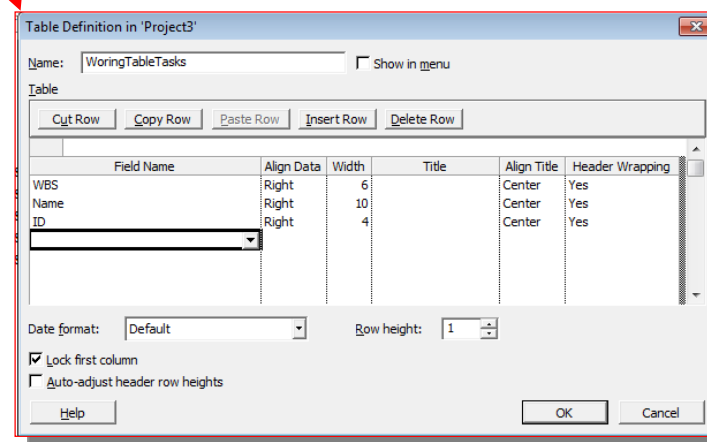 Table Definition in 'Project3'
Name: WoringTableTasks Show in menu
Table
Cut Row Copy Row Paste Row Insert Row Delete Row
Field Name Align Data Width Title Align Title Header Wrapping
WBS Right 6 Center Yes
Name Right 10 Center Yes
ID Right 4 Center Yes
Date format: Default Row height: 1
Lock first column
Auto-adjust header row heights
Help OK Cancel